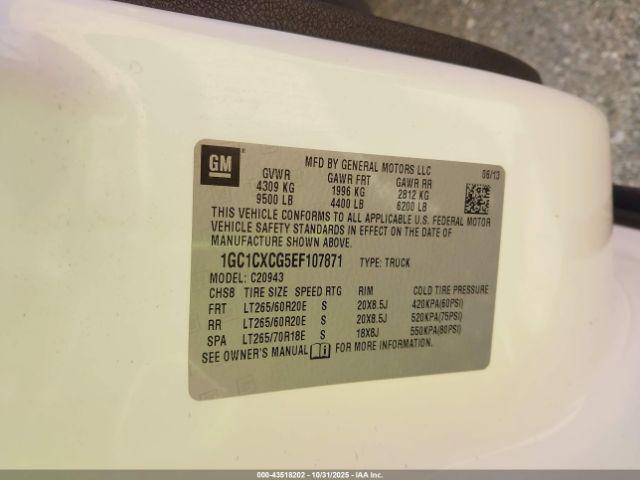 GM
MFD BY GENERAL MOTORS LLC 06/13
GVWR GAWR FRT GAWR RR
4309 KG 1996 KG 2812 KG
9500 LB 4400 LB 6200 LB
THIS VEHICLE CONFORMS TO ALL APPLICABLE U.S. FEDERAL MOTOR
VEHICLE SAFETY STANDARDS IN EFFECT ON THE DATE OF
MANUFACTURE SHOWN ABOVE.
1GC1CXCG5EF107871 TYPE: TRUCK
MODEL: C20943
CHSB TIRE SIZE SPEED RTG RIM COLD TIRE PRESSURE
FRT LT265/60R20E S 20X8.5J 420KPA(60PSI)
RR LT265/60R20E S 20X8.5J 520KPA(75PSI)
SPA LT265/70R18E S 18X8J 550KPA(80PSI)
SEE OWNER'S MANUAL FOR MORE INFORMATION.
000-43518202 - 10/31/2025 - IAAI, Inc.